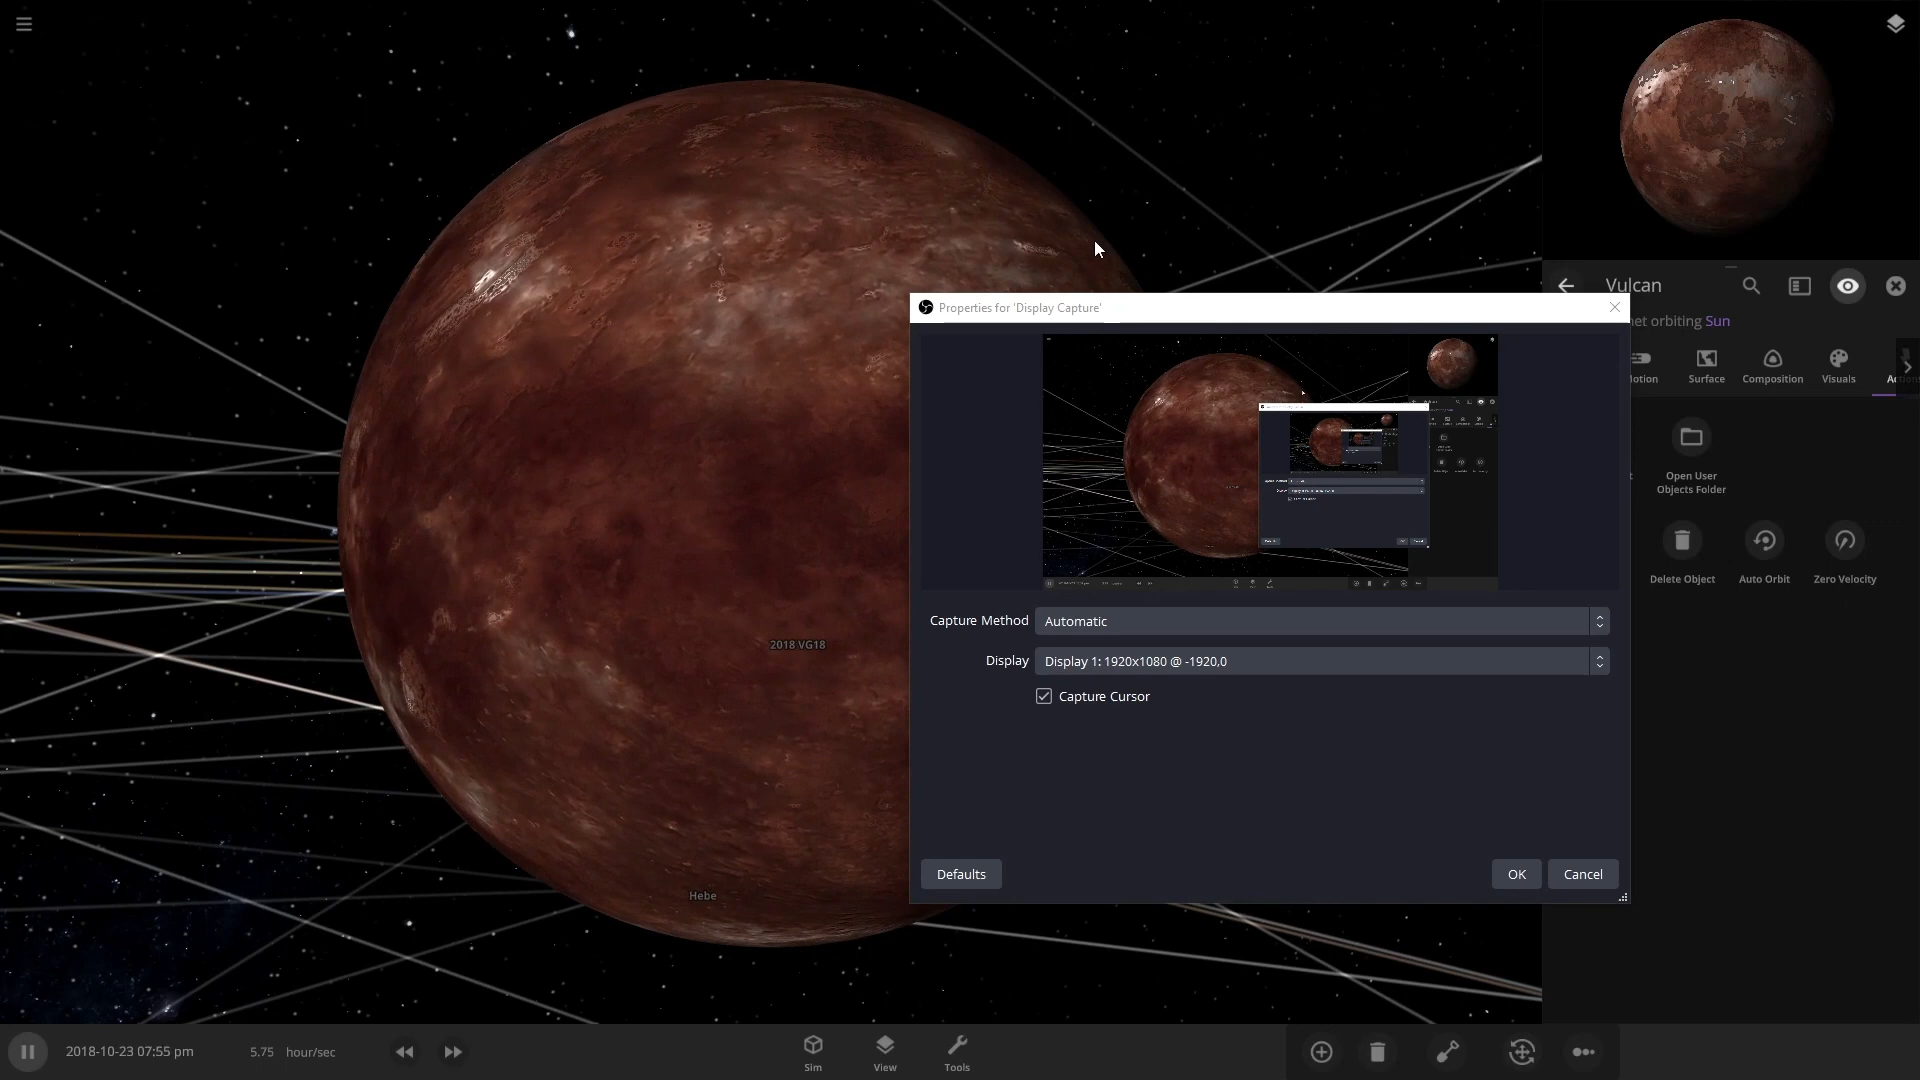 Vulcan
net orbiting Sun
Motion
Surface
Composition
Visuals
Properties for 'Display Capture'
Open User
Objects Folder
Delete Object
Auto Orbit
Zero Velocity
Capture Method
Automatic
2018 VG18
Display
Display 1: 1920x1080 @ -1920,0
Capture Cursor
Defaults
OK
Cancel
Hebe
2018-10-23 07:55 pm
5.75 hour/sec
Sim
View
Tools